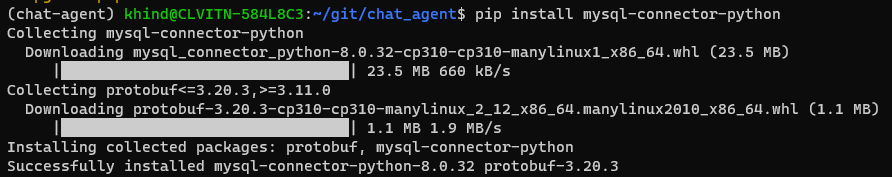 (chat-agent) khind@CLVITN-584L8C3:~/git/chat_agent$ pip install mysql-connector-python
Collecting mysql-connector-python
  Downloading mysql_connector_python-8.0.32-cp310-cp310-manylinux1_x86_64.whl (23.5 MB)
     |████████████████████████████████| 23.5 MB 660 kB/s
Collecting protobuf<=3.20.3,>=3.11.0
  Downloading protobuf-3.20.3-cp310-cp310-manylinux_2_12_x86_64.manylinux2010_x86_64.whl (1.1 MB)
     |████████████████████████████████| 1.1 MB 1.9 MB/s
Installing collected packages: protobuf, mysql-connector-python
Successfully installed mysql-connector-python-8.0.32 protobuf-3.20.3